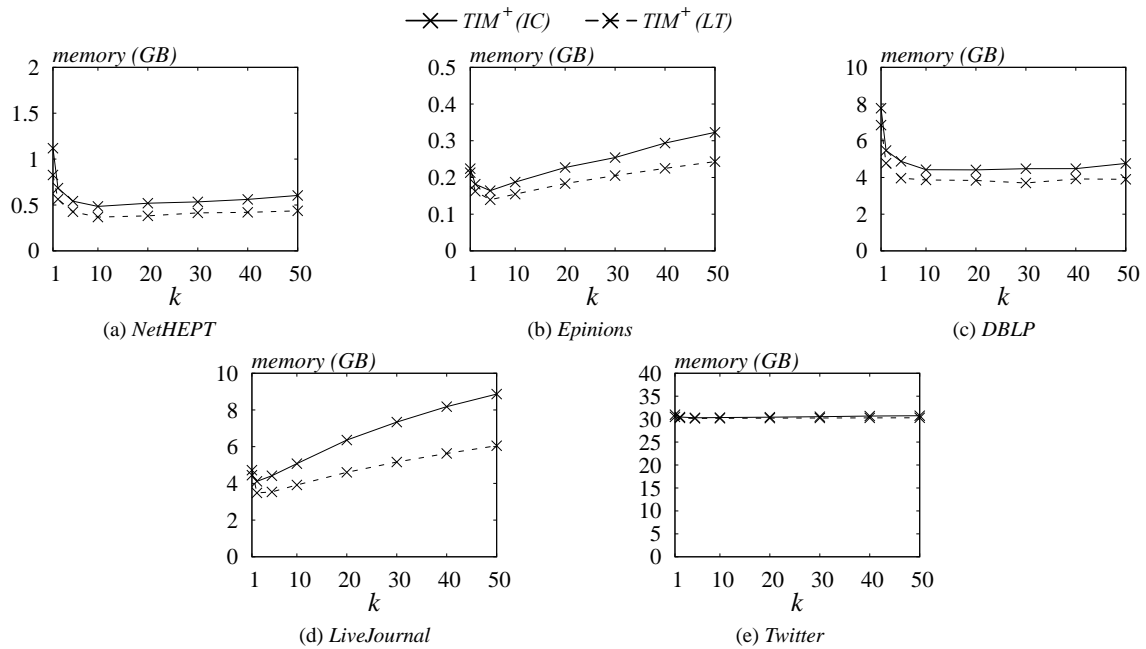 TIM+ (IC) TIM+ (LT)
memory (GB)
2
1.5
1
0.5
0
1 10 20 30 40 50
k
(a) NetHEPT
memory (GB)
0.5
0.4
0.3
0.2
0.1
0
1 10 20 30 40 50
k
(b) Epinions
memory (GB)
10
8
6
4
2
0
1 10 20 30 40 50
k
(c) DBLP
memory (GB)
10
8
6
4
2
0
1 10 20 30 40 50
k
(d) LiveJournal
memory (GB)
40
35
30
25
20
15
10
5
0
1 10 20 30 40 50
k
(e) Twitter